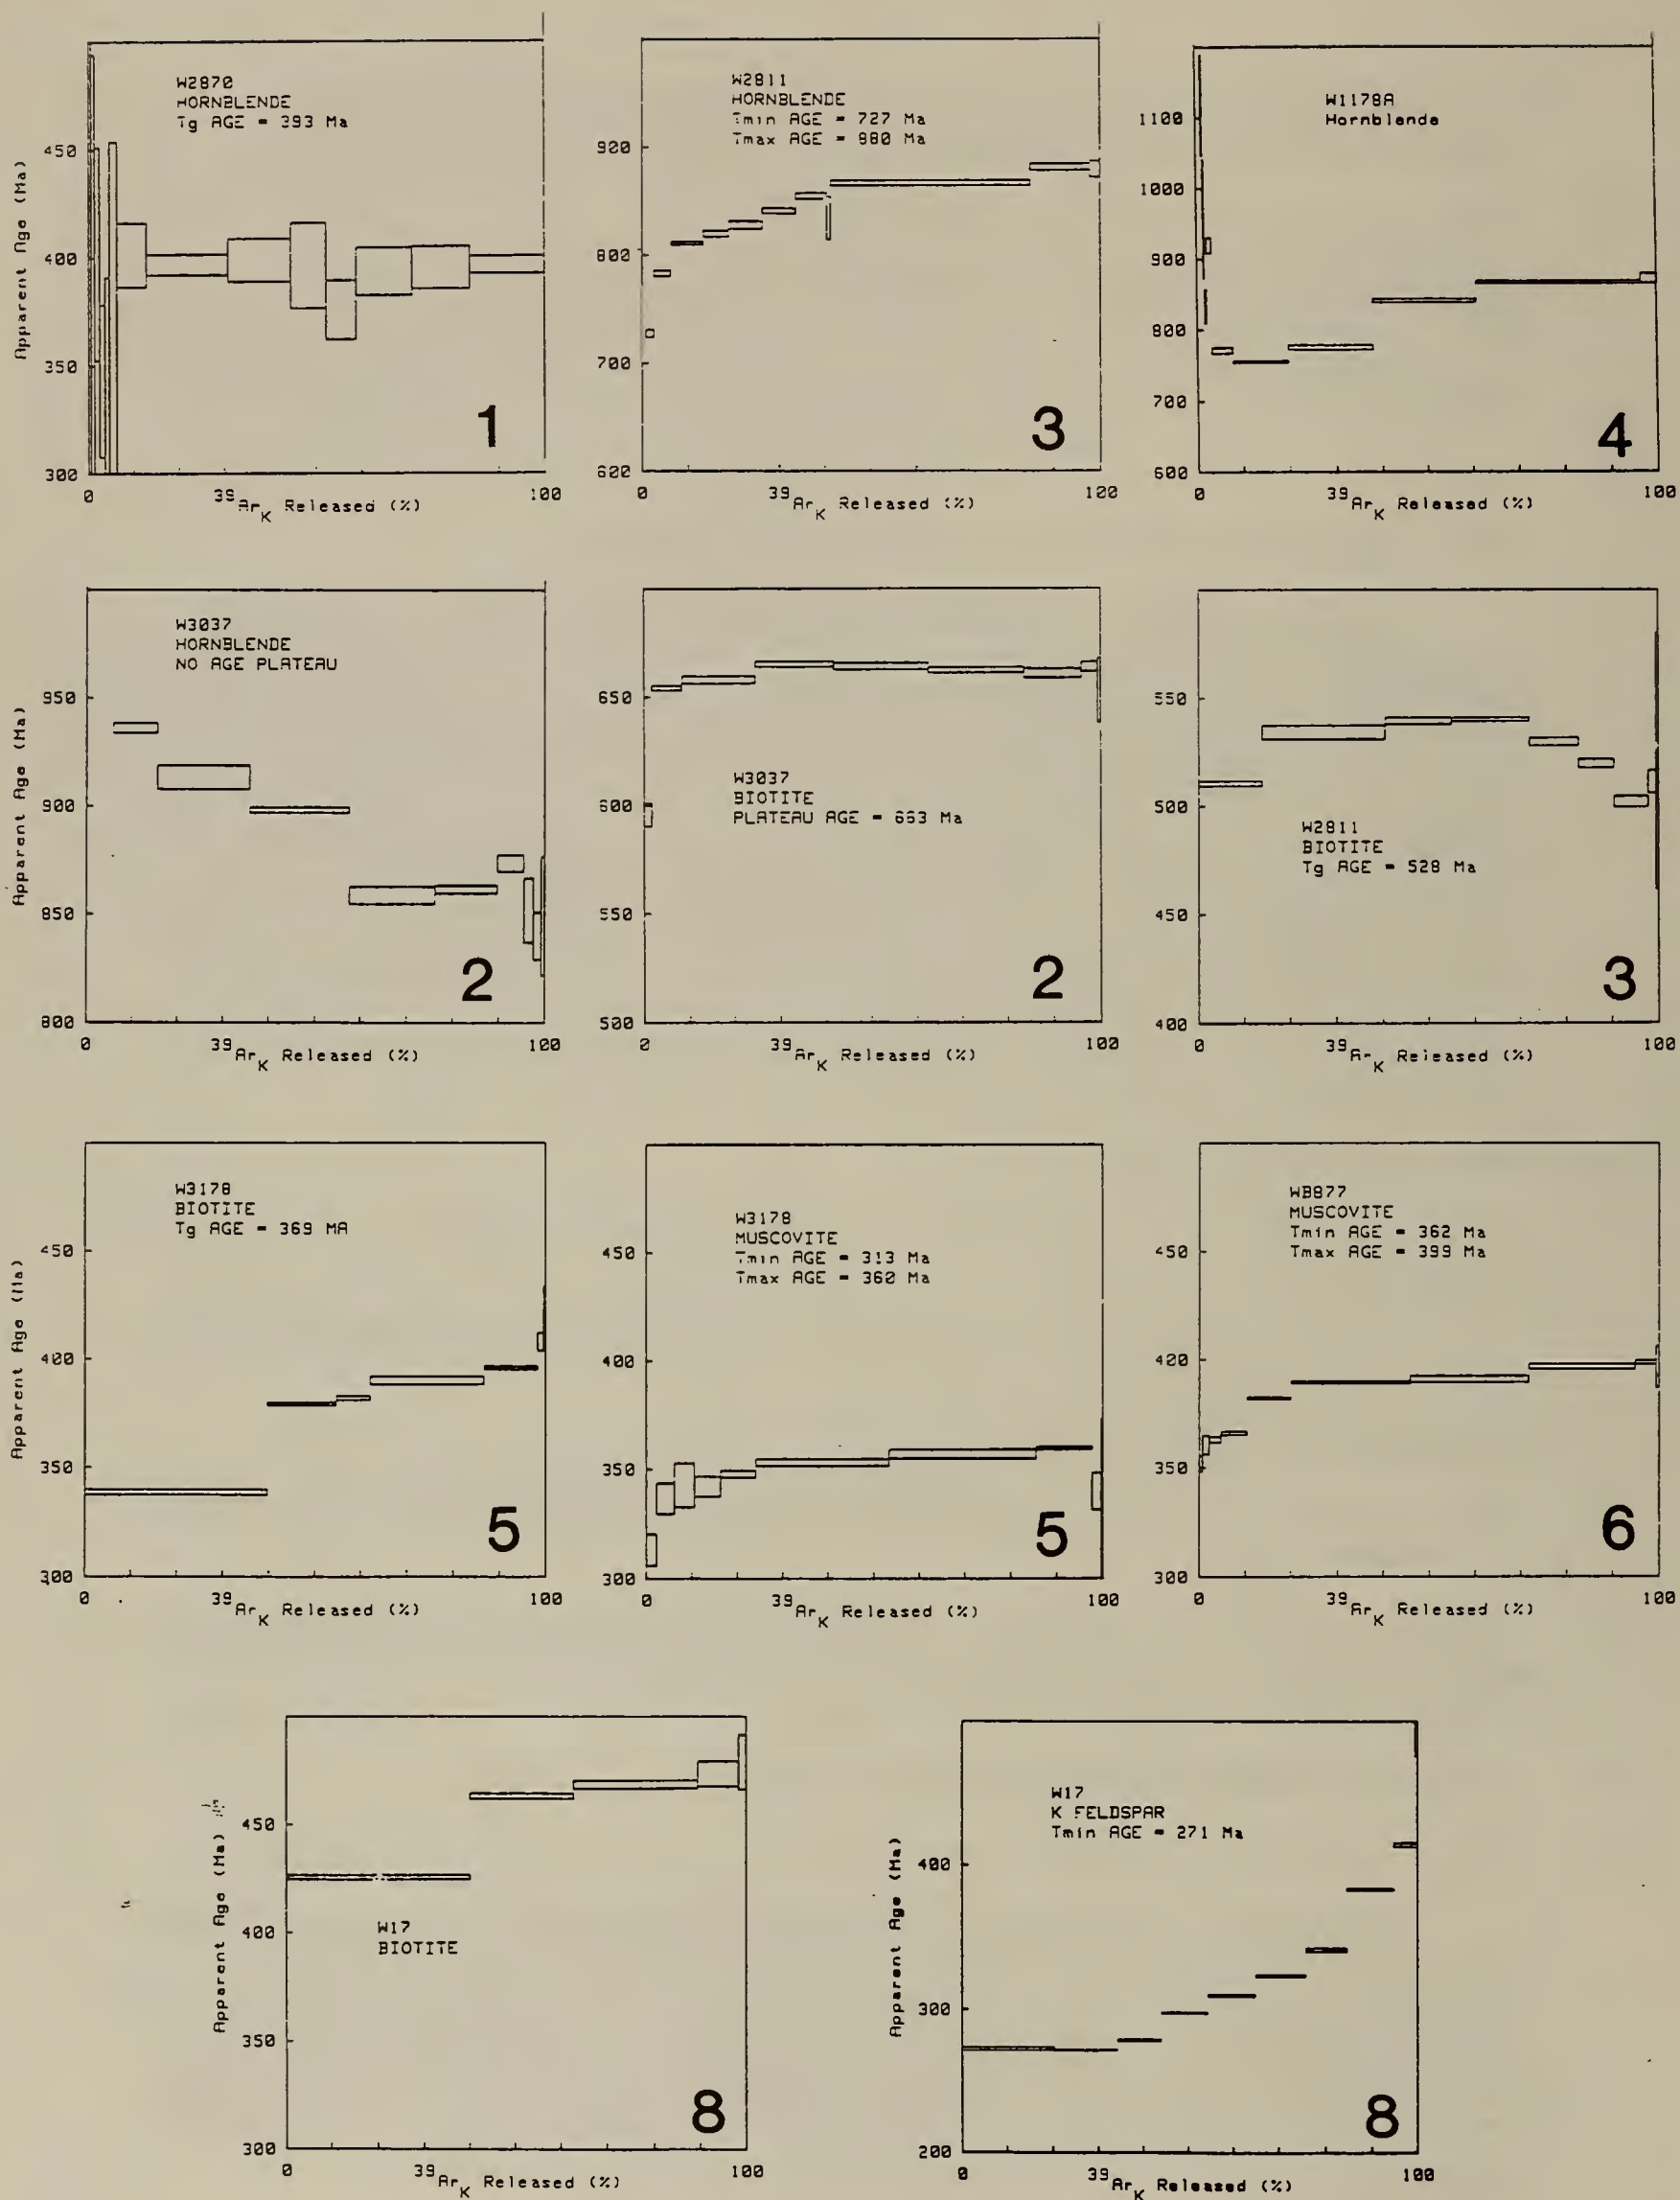 W2870
HORNBLENDE
Tg AGE = 393 Ma
Apparent Age (Ma)
450
400
350
300
0
100
39ArK Released (%)
1
W2811
HORNBLENDE
Tmin AGE = 727 Ma
Tmax AGE = 880 Ma
900
800
700
600
0
100
39ArK Released (%)
3
W1178A
Hornblende
1100
1000
900
800
700
600
0
100
39ArK Released (%)
4
W3037
HORNBLENDE
NO AGE PLATEAU
Apparent Age (Ma)
950
900
850
800
0
100
39ArK Released (%)
2
W3037
BIOTITE
PLATEAU AGE = 663 Ma
650
600
550
500
0
100
39ArK Released (%)
2
W2811
BIOTITE
Tg AGE = 528 Ma
550
500
450
400
0
100
39ArK Released (%)
3
W3178
BIOTITE
Tg AGE = 369 MA
Apparent Age (Ma)
450
400
350
300
0
100
39ArK Released (%)
5
W3178
MUSCOVITE
Tmin AGE = 313 Ma
Tmax AGE = 360 Ma
450
400
350
300
0
100
39ArK Released (%)
5
WB877
MUSCOVITE
Tmin AGE = 362 Ma
Tmax AGE = 399 Ma
450
400
350
300
0
100
39ArK Released (%)
6
W17
BIOTITE
Apparent Age (Ma)
450
400
350
300
0
100
39ArK Released (%)
8
W17
K FELDSPAR
Tmin AGE = 271 Ma
Apparent Age (Ma)
400
300
200
0
100
39ArK Released (%)
8